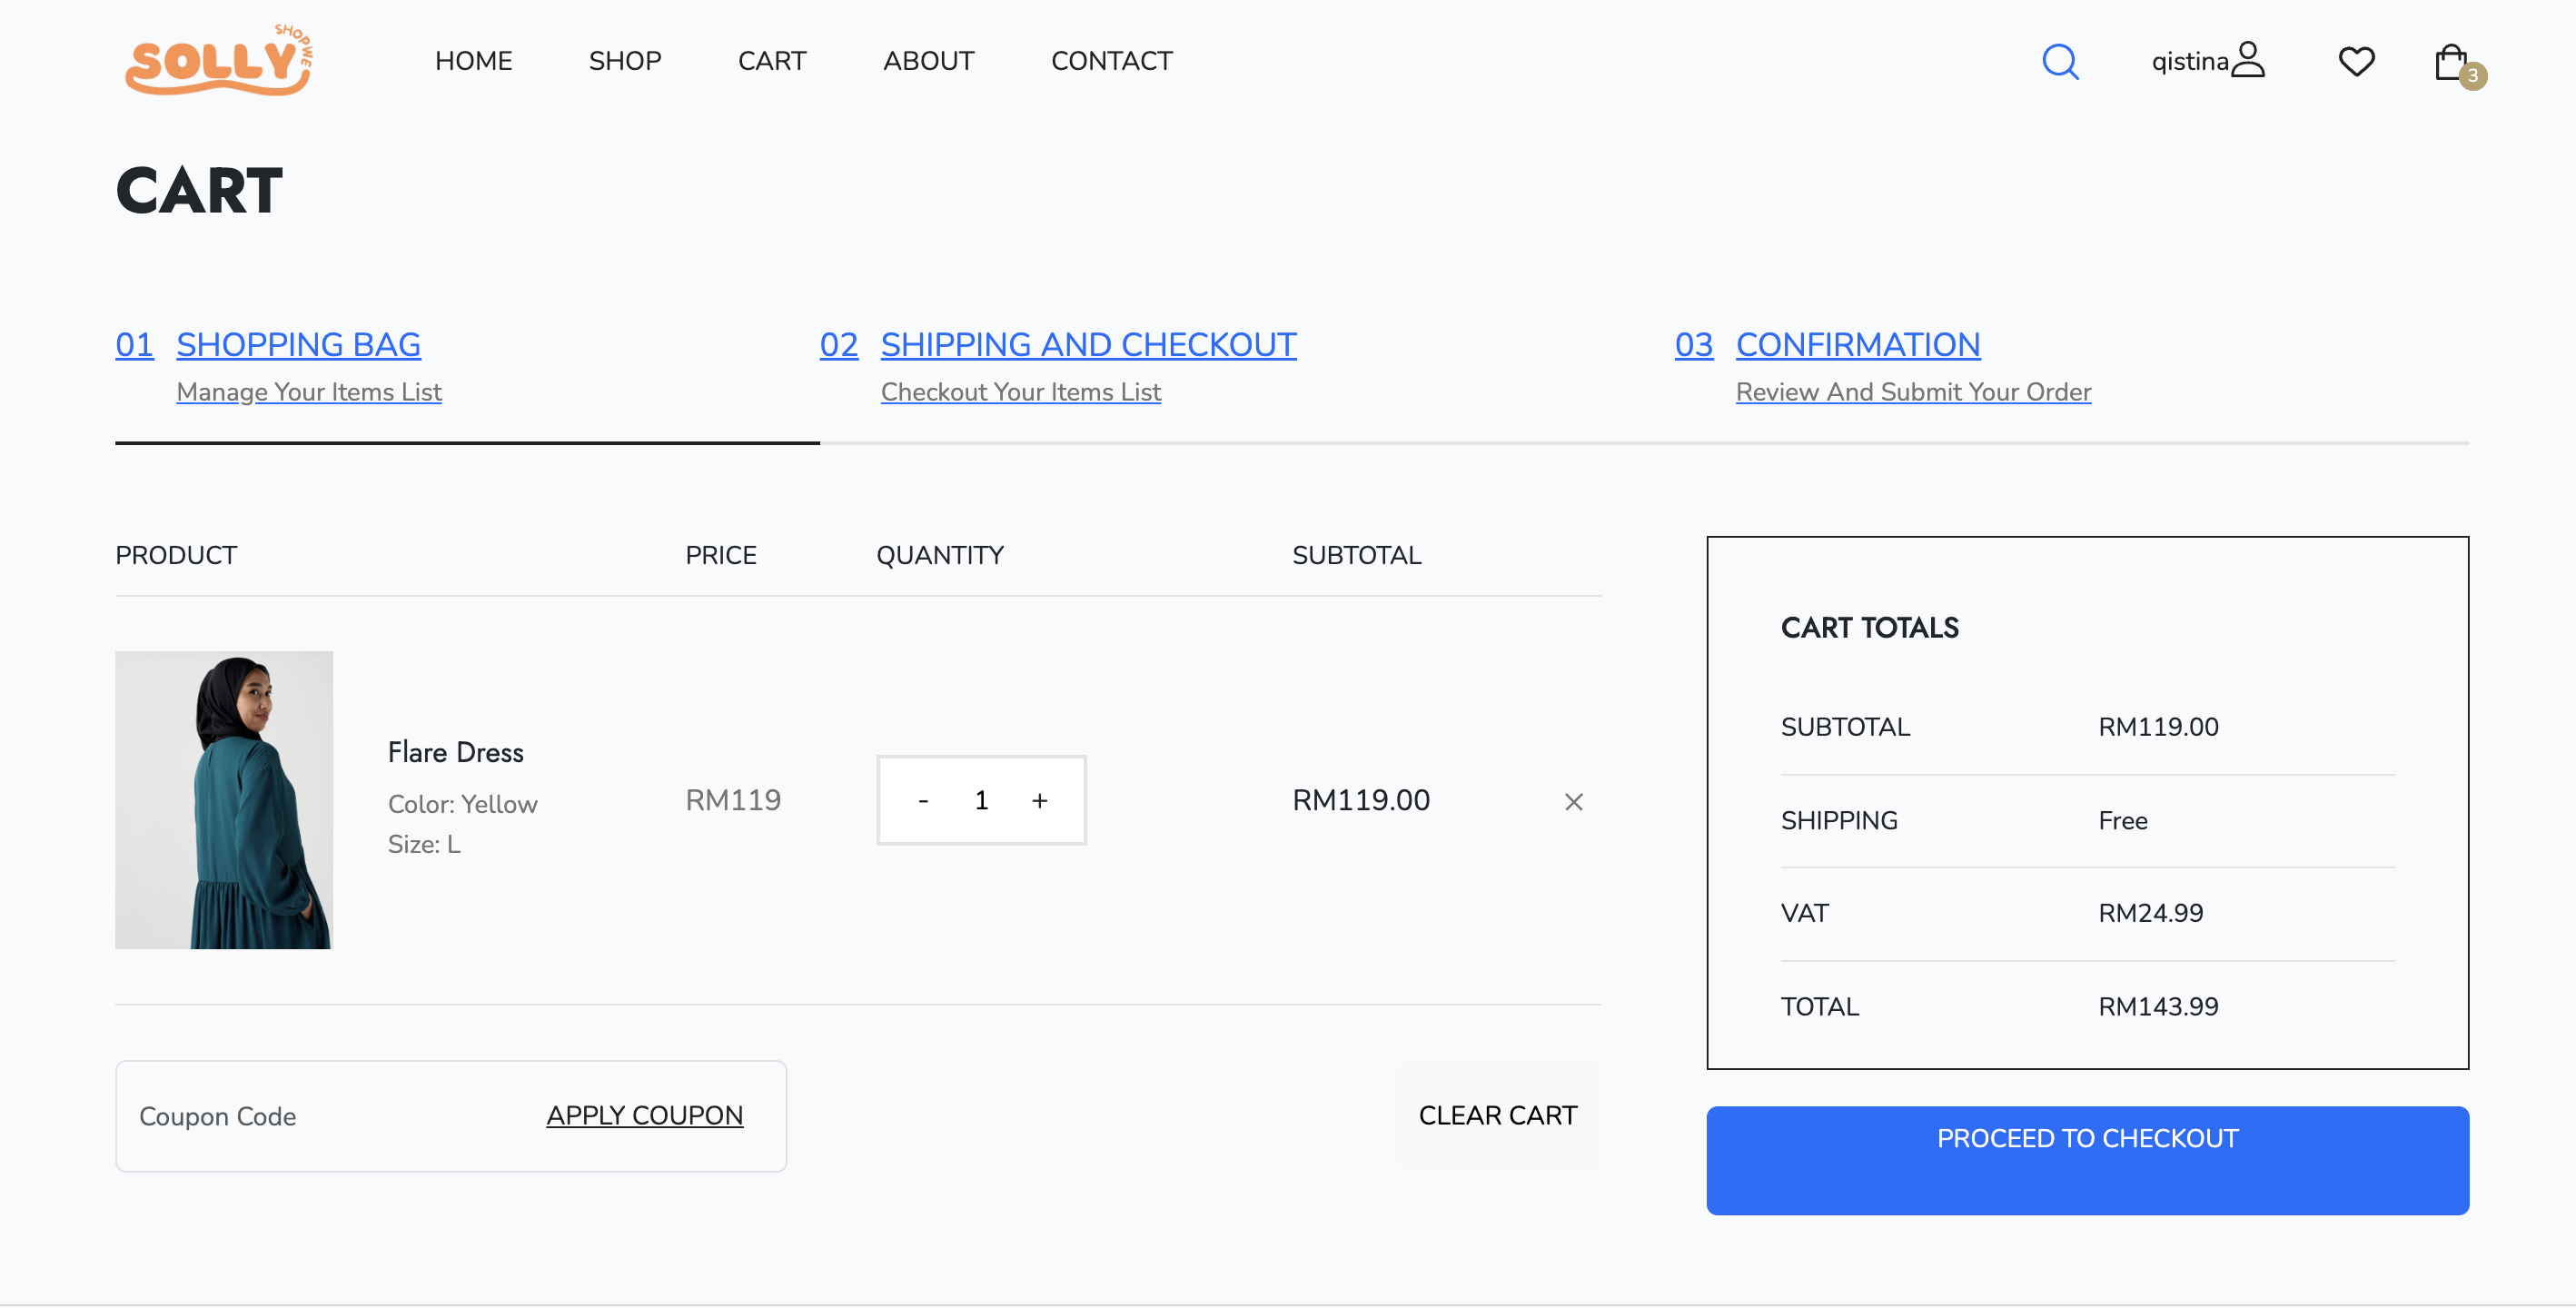 SOLLY
SHOP WE
HOME
SHOP
CART
ABOUT
CONTACT
qistina
3
CART
01 SHOPPING BAG
Manage Your Items List
02 SHIPPING AND CHECKOUT
Checkout Your Items List
03 CONFIRMATION
Review And Submit Your Order
PRODUCT PRICE QUANTITY SUBTOTAL
Flare Dress
Color: Yellow
Size: L
RM119
- 1 +
RM119.00
×
Coupon Code
APPLY COUPON
CLEAR CART
CART TOTALS
SUBTOTAL RM119.00
SHIPPING Free
VAT RM24.99
TOTAL RM143.99
PROCEED TO CHECKOUT